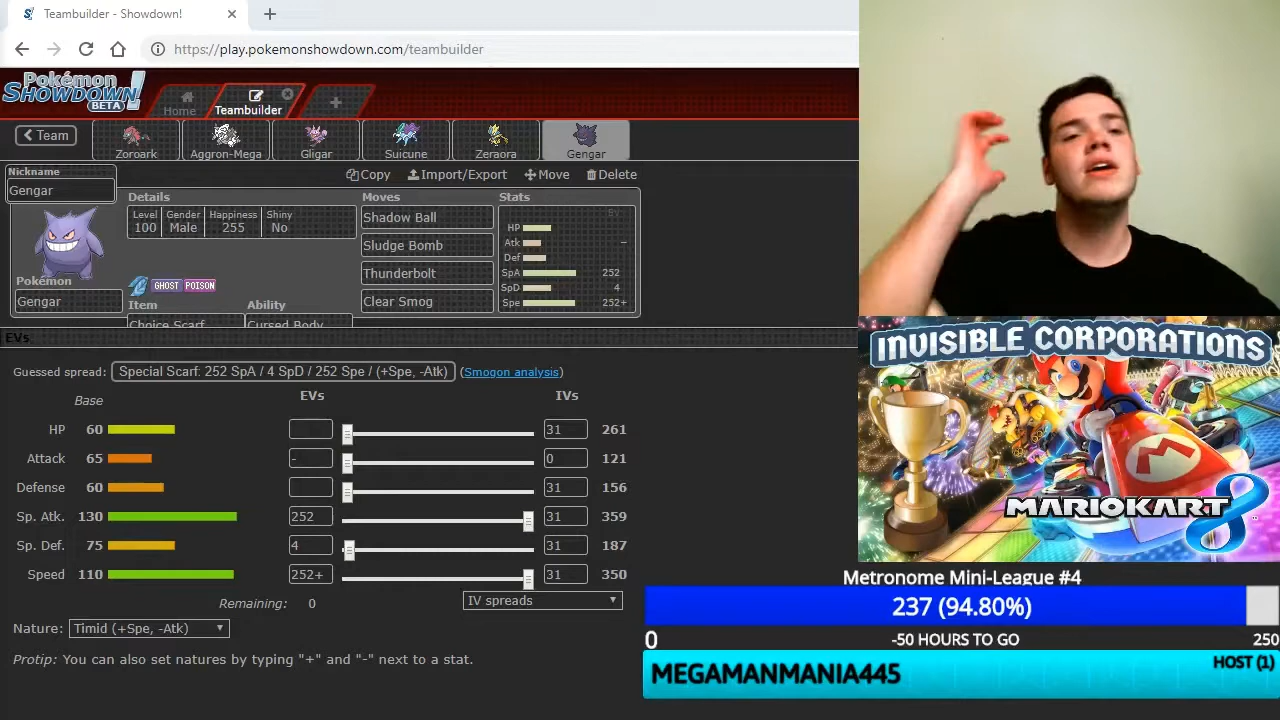 Teambuilder - Showdown!
https://play.pokemonshowdown.com/teambuilder
Pokémon
SHOWDOWN!
BETA
Home
Teambuilder
Team
Zoroark
Aggron-Mega
Gligar
Suicune
Zeraora
Gengar
Copy
Import/Export
Move
Delete
Nickname
Gengar
Details
Level
100
Gender
Male
Happiness
255
Shiny
No
Moves
Shadow Ball
Sludge Bomb
Thunderbolt
Clear Smog
Stats
EV
HP
Atk –
Def
SpA 252
SpD 4
Spe 252+
GHOST POISON
Pokémon
Gengar
Item
Choice Scarf
Ability
Cursed Body
EVs
Guessed spread: Special Scarf: 252 SpA / 4 SpD / 252 Spe / (+Spe, -Atk) (Smogon analysis)
Base EVs IVs
HP 60 31 261
Attack 65 - 0 121
Defense 60 31 156
Sp. Atk. 130 252 31 359
Sp. Def. 75 4 31 187
Speed 110 252+ 31 350
Remaining: 0
IV spreads
Nature: Timid (+Spe, -Atk)
Protip: You can also set natures by typing "+" and "-" next to a stat.
INVISIBLE CORPORATIONS
M
MARIOKART 8
Metronome Mini-League #4
237 (94.80%)
0 -50 HOURS TO GO 250
MEGAMANMANIA445
HOST (1)